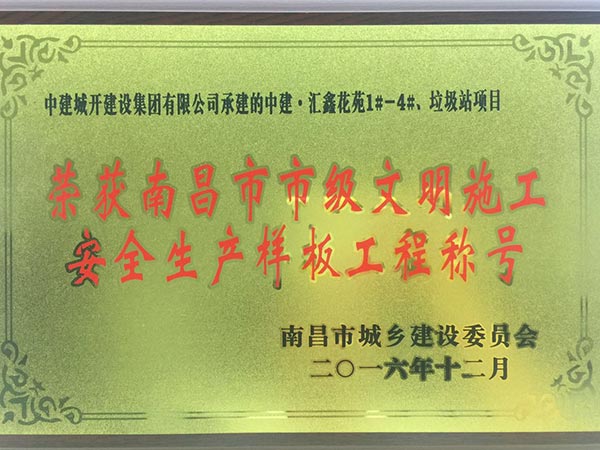 中建城开建设集团有限公司承建的中建·汇鑫花苑1#-4#、垃圾站项目
荣获南昌市市级文明施工
安全生产样板工程称号
南昌市城乡建设委员会
二〇一六年十二月